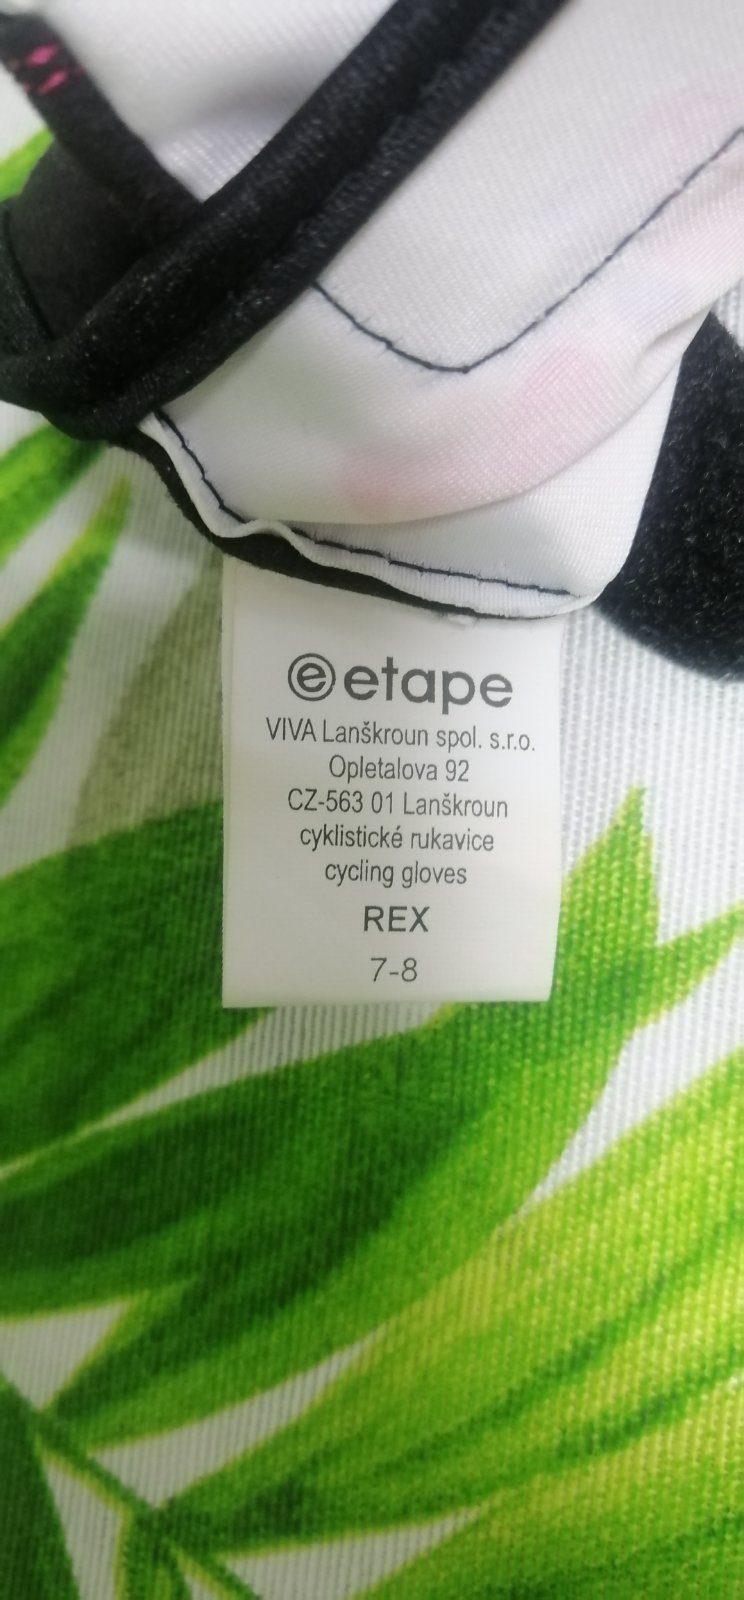 e etape
VIVA Lanškroun spol. s.r.o.
Opletalova 92
CZ-563 01 Lanškroun
cyklistické rukavice
cycling gloves
REX
7-8